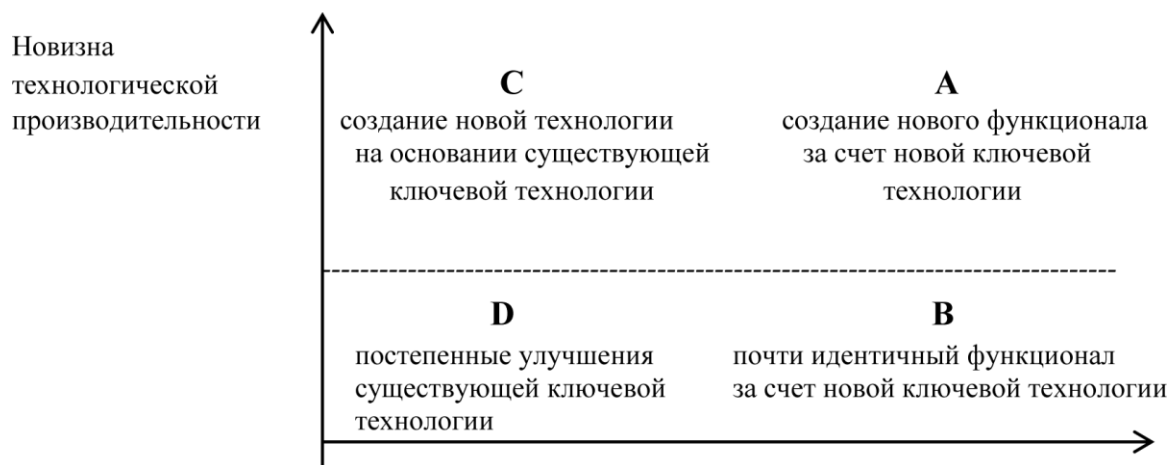 Новизна
технологической
производительности
C
создание новой технологии
на основании существующей
ключевой технологии
A
создание нового функционала
за счет новой ключевой
технологии
D
постепенные улучшения
существующей ключевой
технологии
B
почти идентичный функционал
за счет новой ключевой технологии